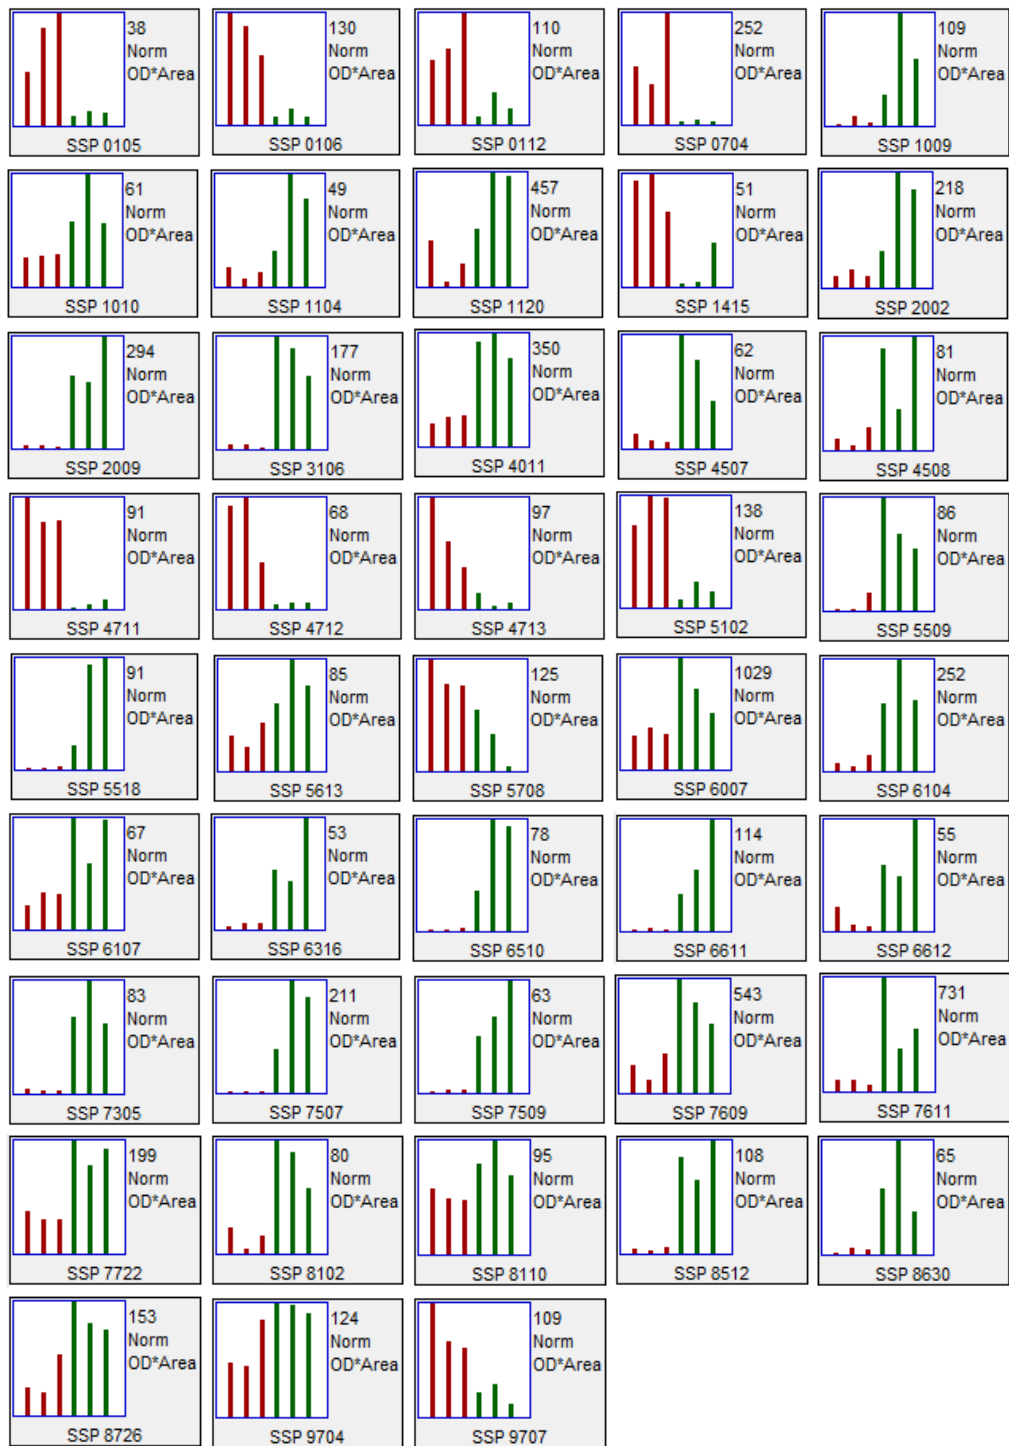 38
Norm
OD*Area
SSP 0105
130
Norm
OD*Area
SSP 0106
110
Norm
OD*Area
SSP 0112
252
Norm
OD*Area
SSP 0704
109
Norm
OD*Area
SSP 1009
61
Norm
OD*Area
SSP 1010
49
Norm
OD*Area
SSP 1104
457
Norm
OD*Area
SSP 1120
51
Norm
OD*Area
SSP 1415
218
Norm
OD*Area
SSP 2002
294
Norm
OD*Area
SSP 2009
177
Norm
OD*Area
SSP 3106
350
Norm
OD*Area
SSP 4011
62
Norm
OD*Area
SSP 4507
81
Norm
OD*Area
SSP 4508
91
Norm
OD*Area
SSP 4711
68
Norm
OD*Area
SSP 4712
97
Norm
OD*Area
SSP 4713
138
Norm
OD*Area
SSP 5102
86
Norm
OD*Area
SSP 5509
91
Norm
OD*Area
SSP 5518
85
Norm
OD*Area
SSP 5613
125
Norm
OD*Area
SSP 5708
1029
Norm
OD*Area
SSP 6007
252
Norm
OD*Area
SSP 6104
67
Norm
OD*Area
SSP 6107
53
Norm
OD*Area
SSP 6316
78
Norm
OD*Area
SSP 6510
114
Norm
OD*Area
SSP 6611
55
Norm
OD*Area
SSP 6612
83
Norm
OD*Area
SSP 7305
211
Norm
OD*Area
SSP 7507
63
Norm
OD*Area
SSP 7509
543
Norm
OD*Area
SSP 7609
731
Norm
OD*Area
SSP 7611
199
Norm
OD*Area
SSP 7722
80
Norm
OD*Area
SSP 8102
95
Norm
OD*Area
SSP 8110
108
Norm
OD*Area
SSP 8512
65
Norm
OD*Area
SSP 8630
153
Norm
OD*Area
SSP 8726
124
Norm
OD*Area
SSP 9704
109
Norm
OD*Area
SSP 9707